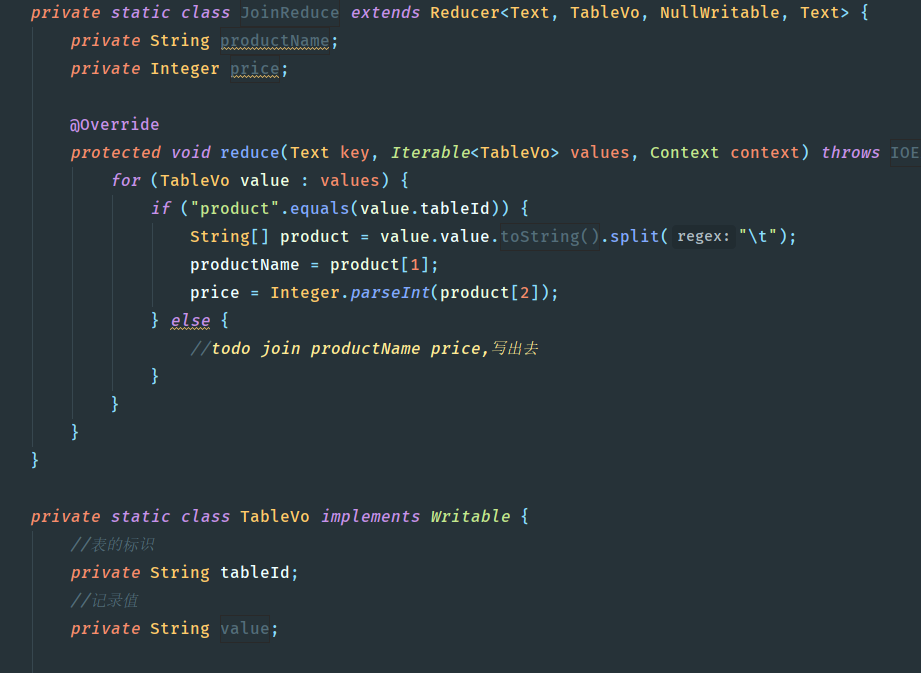 private static class JoinReduce extends Reducer<Text, TableVo, NullWritable, Text> {
private String productName;
private Integer price;
@Override
protected void reduce(Text key, Iterable<TableVo> values, Context context) throws IOE
for (TableVo value : values) {
if ("product".equals(value.tableId)) {
String[] product = value.value.toString().split( regex: "\t");
productName = product[1];
price = Integer.parseInt(product[2]);
} else {
//todo join productName price,写出去
}
}
}
}
private static class TableVo implements Writable {
//表的标识
private String tableId;
//记录值
private String value;